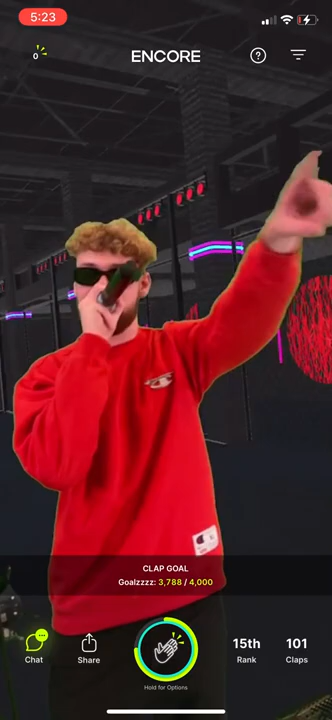 5:23
0
ENCORE
?
CLAP GOAL
Goalzzzz: 3,788 / 4,000
15th
101
Chat
Share
Rank
Claps
Hold for Options